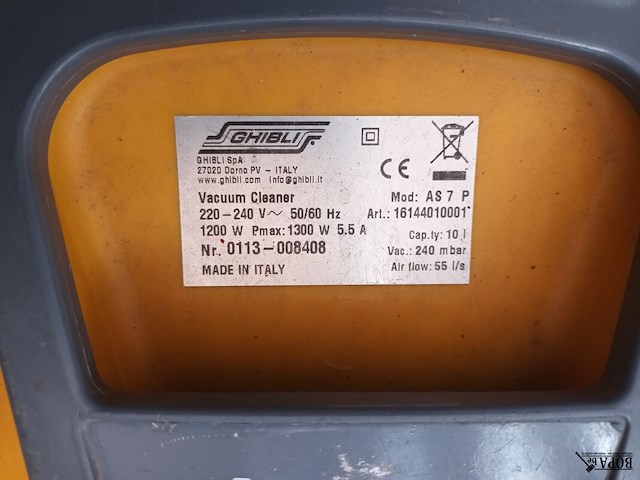 GHIBLI
GHIBLI SpA
27020 Dorno PV - ITALY
www.ghibli.com info@ghibli.it
CE
Vacuum Cleaner
Mod: AS 7 P
220-240 V~ 50/60 Hz
Art.: 16144010001
1200 W Pmax: 1300 W 5.5 A
Cap.ty: 10 l
Nr. 0113-008408
Vac.: 240 mbar
MADE IN ITALY
Air flow: 55 l/s
BOPA